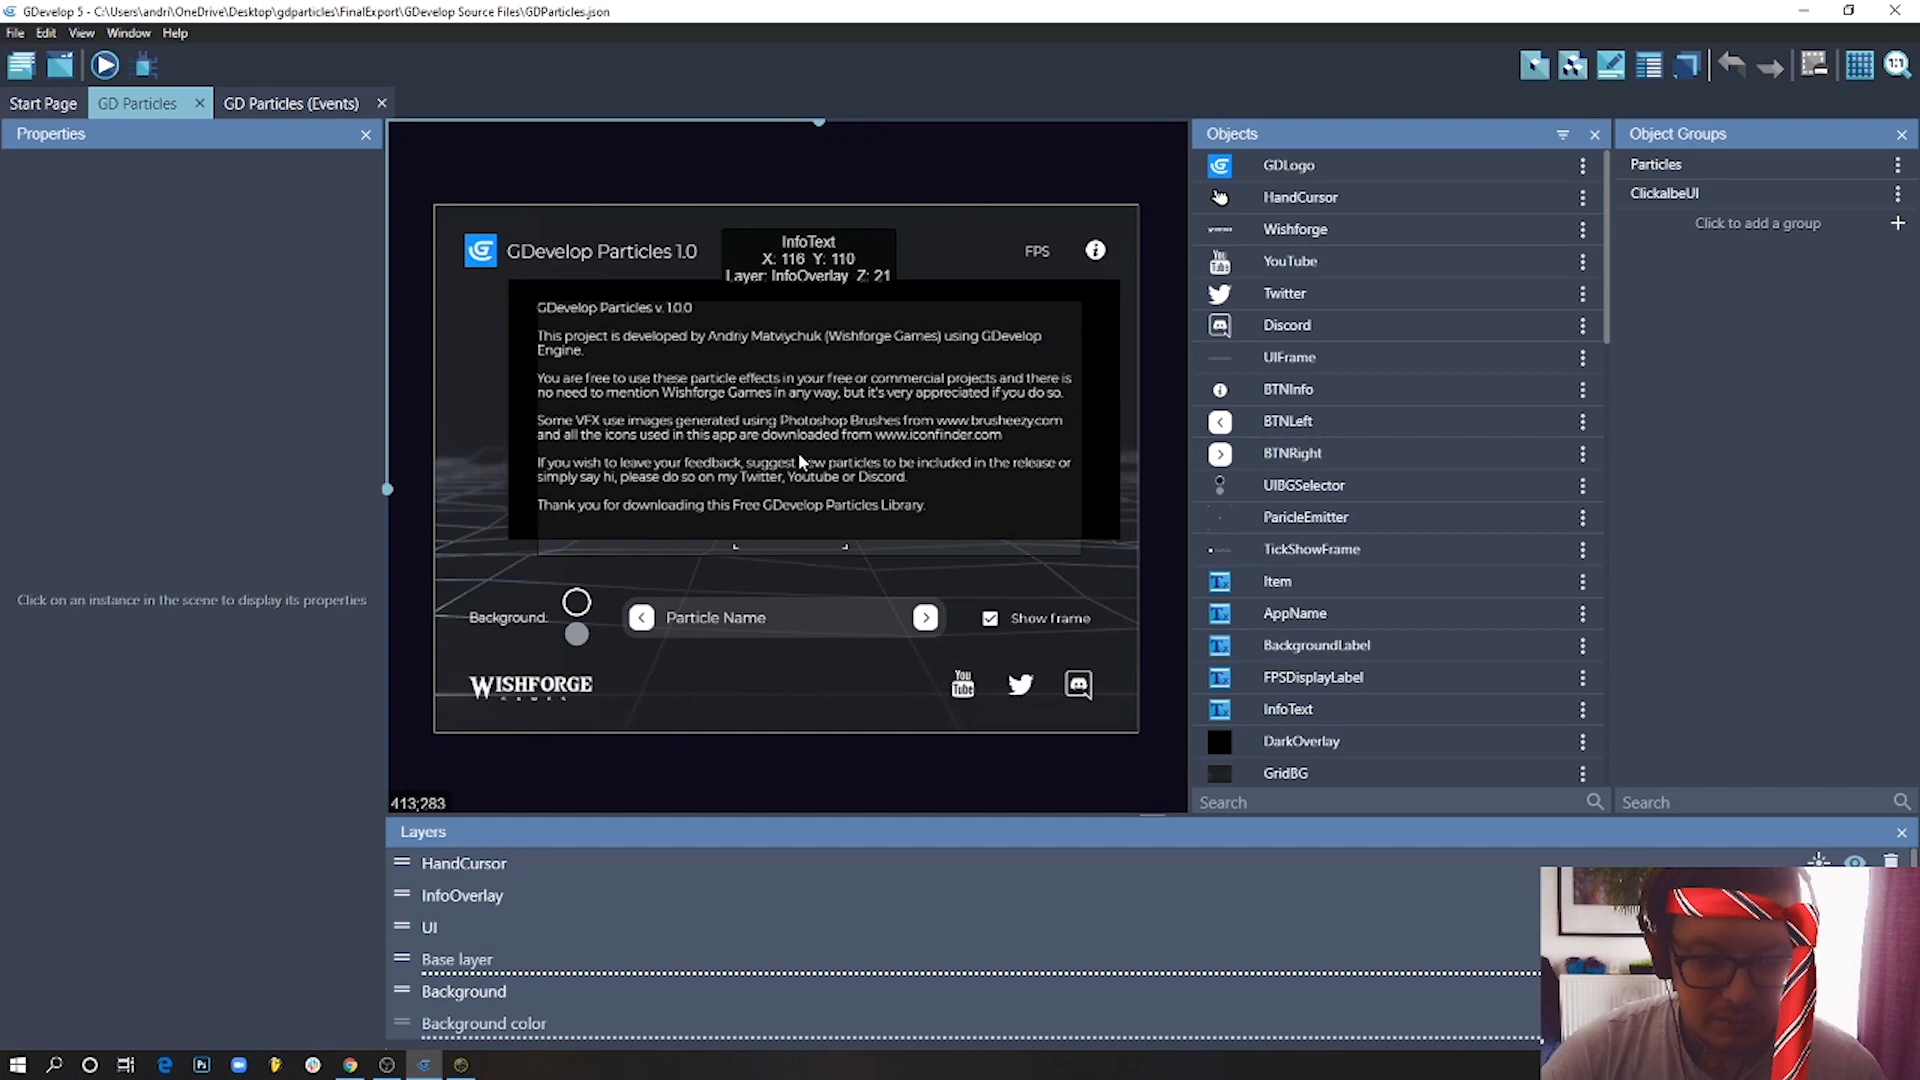 GDevelop 5 - C:\Users\andri\OneDrive\Desktop\gdparticles\FinalExport\GDevelop Source Files\GDParticles.json
File Edit View Window Help
1:1
Start Page
GD Particles
GD Particles (Events)
Properties
Click on an instance in the scene to display its properties
GDevelop Particles 1.0
InfoText
X: 116 Y: 110
Layer: InfoOverlay Z: 21
FPS
GDevelop Particles v. 1.0.0
This project is developed by Andriy Matviychuk (Wishforge Games) using GDevelop
Engine.
You are free to use these particle effects in your free or commercial projects and there is
no need to mention Wishforge Games in any way, but it's very appreciated if you do so.
Some VFX use images generated using Photoshop Brushes from www.brusheezy.com
and all the icons used in this app are downloaded from www.iconfinder.com
If you wish to leave your feedback, suggest new particles to be included in the release or
simply say hi, please do so on my Twitter, Youtube or Discord.
Thank you for downloading this Free GDevelop Particles Library.
Background:
Particle Name
Show frame
WISHFORGE
GAMES
You
Tube
413;283
Objects
GDLogo
HandCursor
Wishforge
YouTube
Twitter
Discord
UIFrame
BTNInfo
BTNLeft
BTNRight
UIBGSelector
ParicleEmitter
TickShowFrame
Item
AppName
BackgroundLabel
FPSDisplayLabel
InfoText
DarkOverlay
GridBG
Search
Object Groups
Particles
ClickalbeUI
Click to add a group
Search
Layers
HandCursor
InfoOverlay
UI
Base layer
Background
Background color